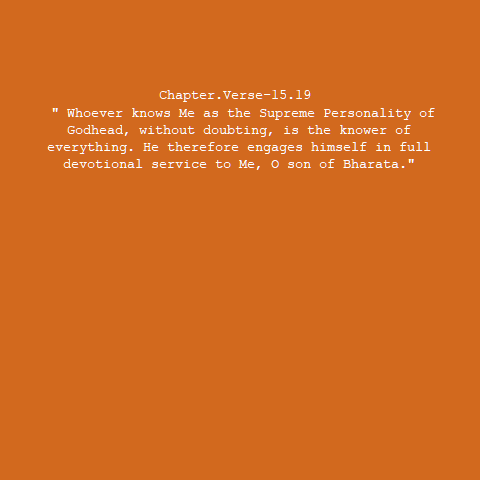 Chapter.Verse-15.19
" Whoever knows Me as the Supreme Personality of
Godhead, without doubting, is the knower of
everything. He therefore engages himself in full
devotional service to Me, O son of Bharata."